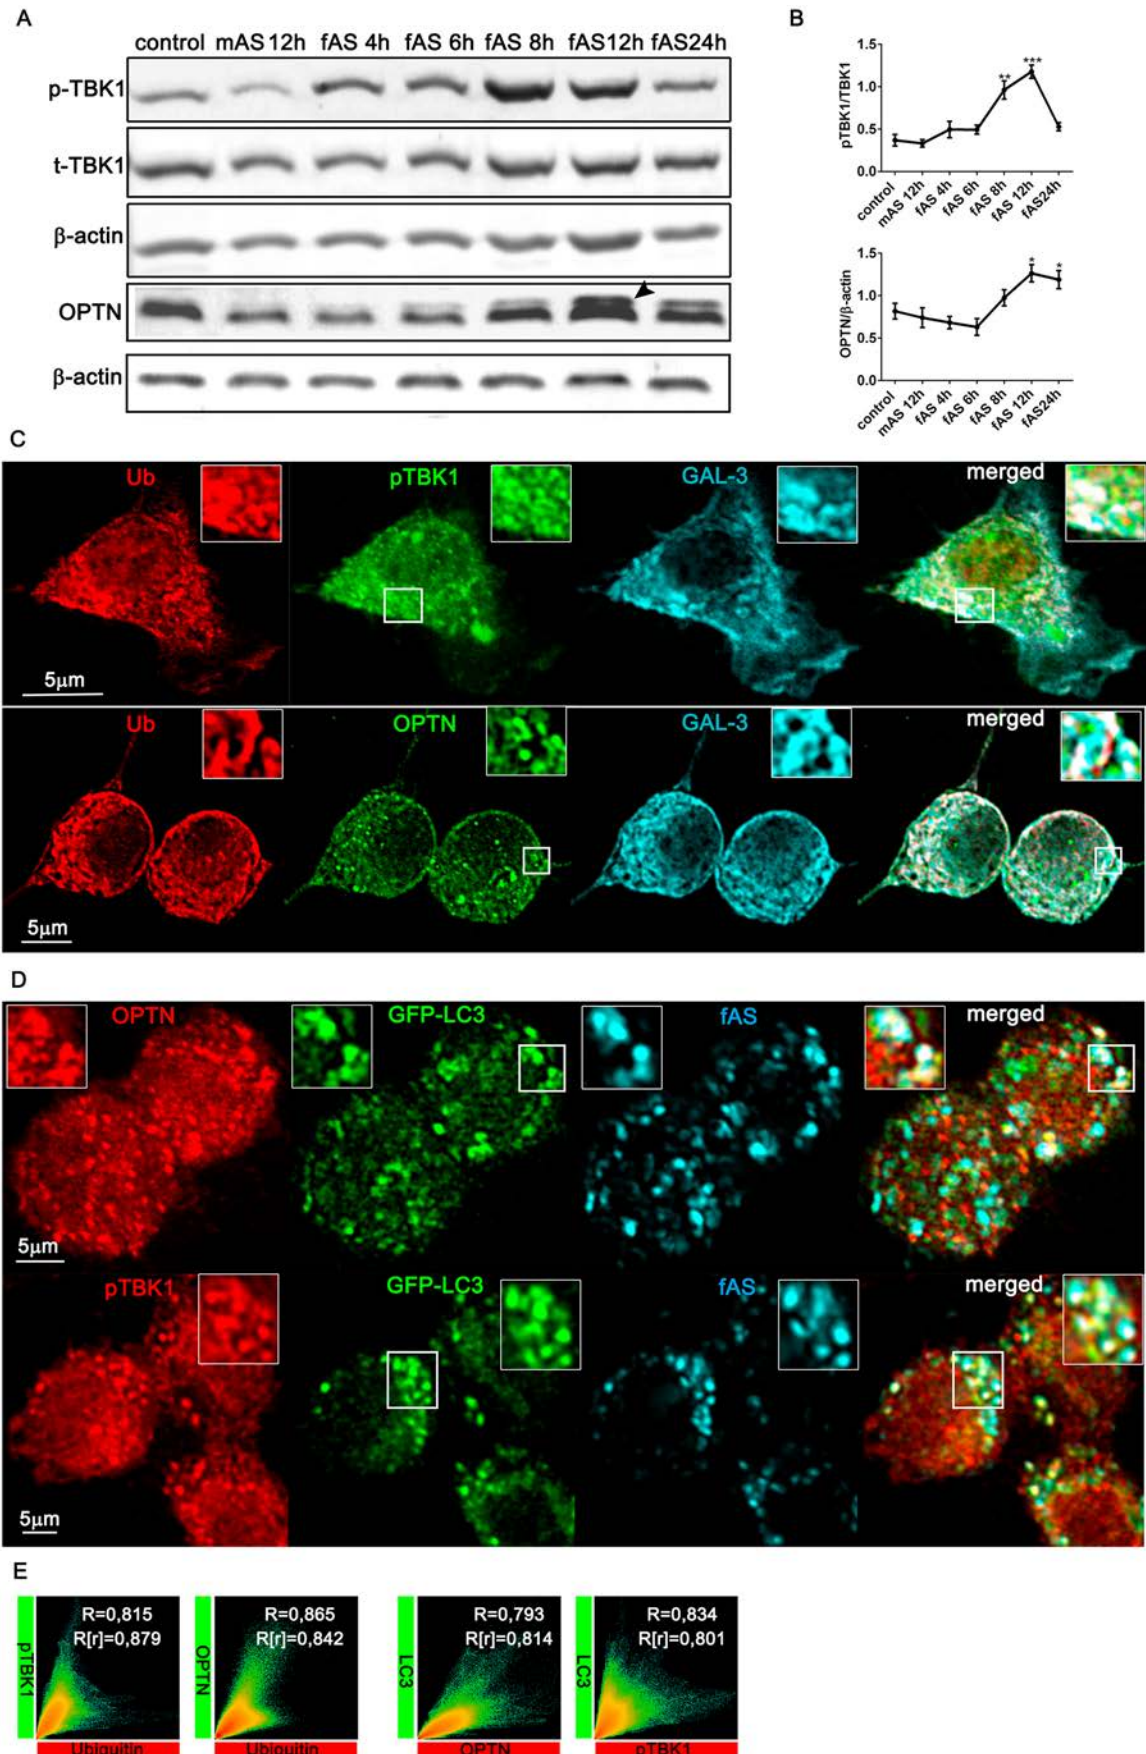 A
control mAS 12h fAS 4h fAS 6h fAS 8h fAS12h fAS24h
p-TBK1
t-TBK1
β-actin
OPTN
β-actin
B
1.5
1.0
0.5
0.0
pTBK1/TBK1
** ***
control mAS 12h fAS 4h fAS 6h fAS 8h fAS 12h fAS24h
1.5
1.0
0.5
0.0
OPTN/β-actin
* *
control mAS 12h fAS 4h fAS 6h fAS 8h fAS 12h fAS24h
C
Ub pTBK1 GAL-3 merged
5μm
Ub OPTN GAL-3 merged
5μm
D
OPTN GFP-LC3 fAS merged
5μm
pTBK1 GFP-LC3 fAS merged
5μm
E
pTBK1
R=0,815
R[r]=0,879
Ubiquitin
OPTN
R=0,865
R[r]=0,842
Ubiquitin
LC3
R=0,793
R[r]=0,814
OPTN
LC3
R=0,834
R[r]=0,801
pTBK1